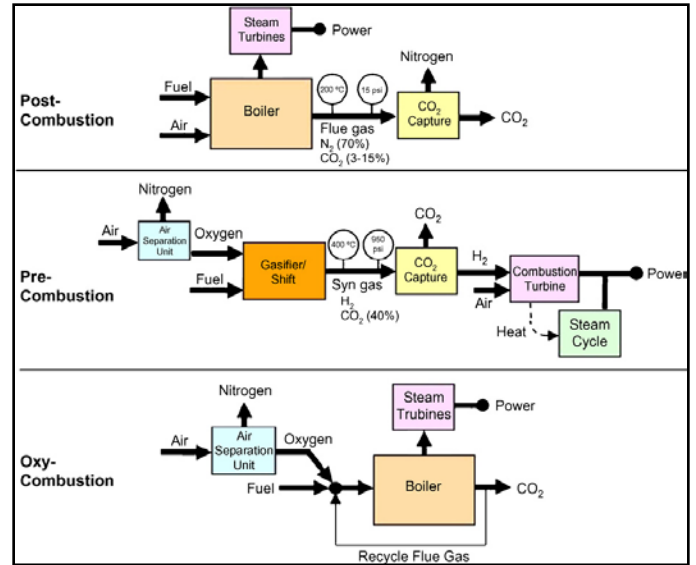 Steam
Turbines
Power
Nitrogen
Fuel
200 ºC
15 psi
Post-
Combustion
Boiler
CO₂
Capture
CO₂
Air
Flue gas
N₂ (70%)
CO₂ (3-15%)
Nitrogen
CO₂
Air
Air
Separation
Unit
Oxygen
400 ºC
950
psi
Gasifier/
Shift
CO₂
Capture
H₂
Combustion
Turbine
Power
Pre-
Combustion
Fuel
Syn gas
H₂
CO₂ (40%)
Air
Heat
Steam
Cycle
Nitrogen
Steam
Trubines
Power
Air
Air
Separation
Unit
Oxygen
Oxy-
Combustion
Fuel
Boiler
CO₂
Recycle Flue Gas